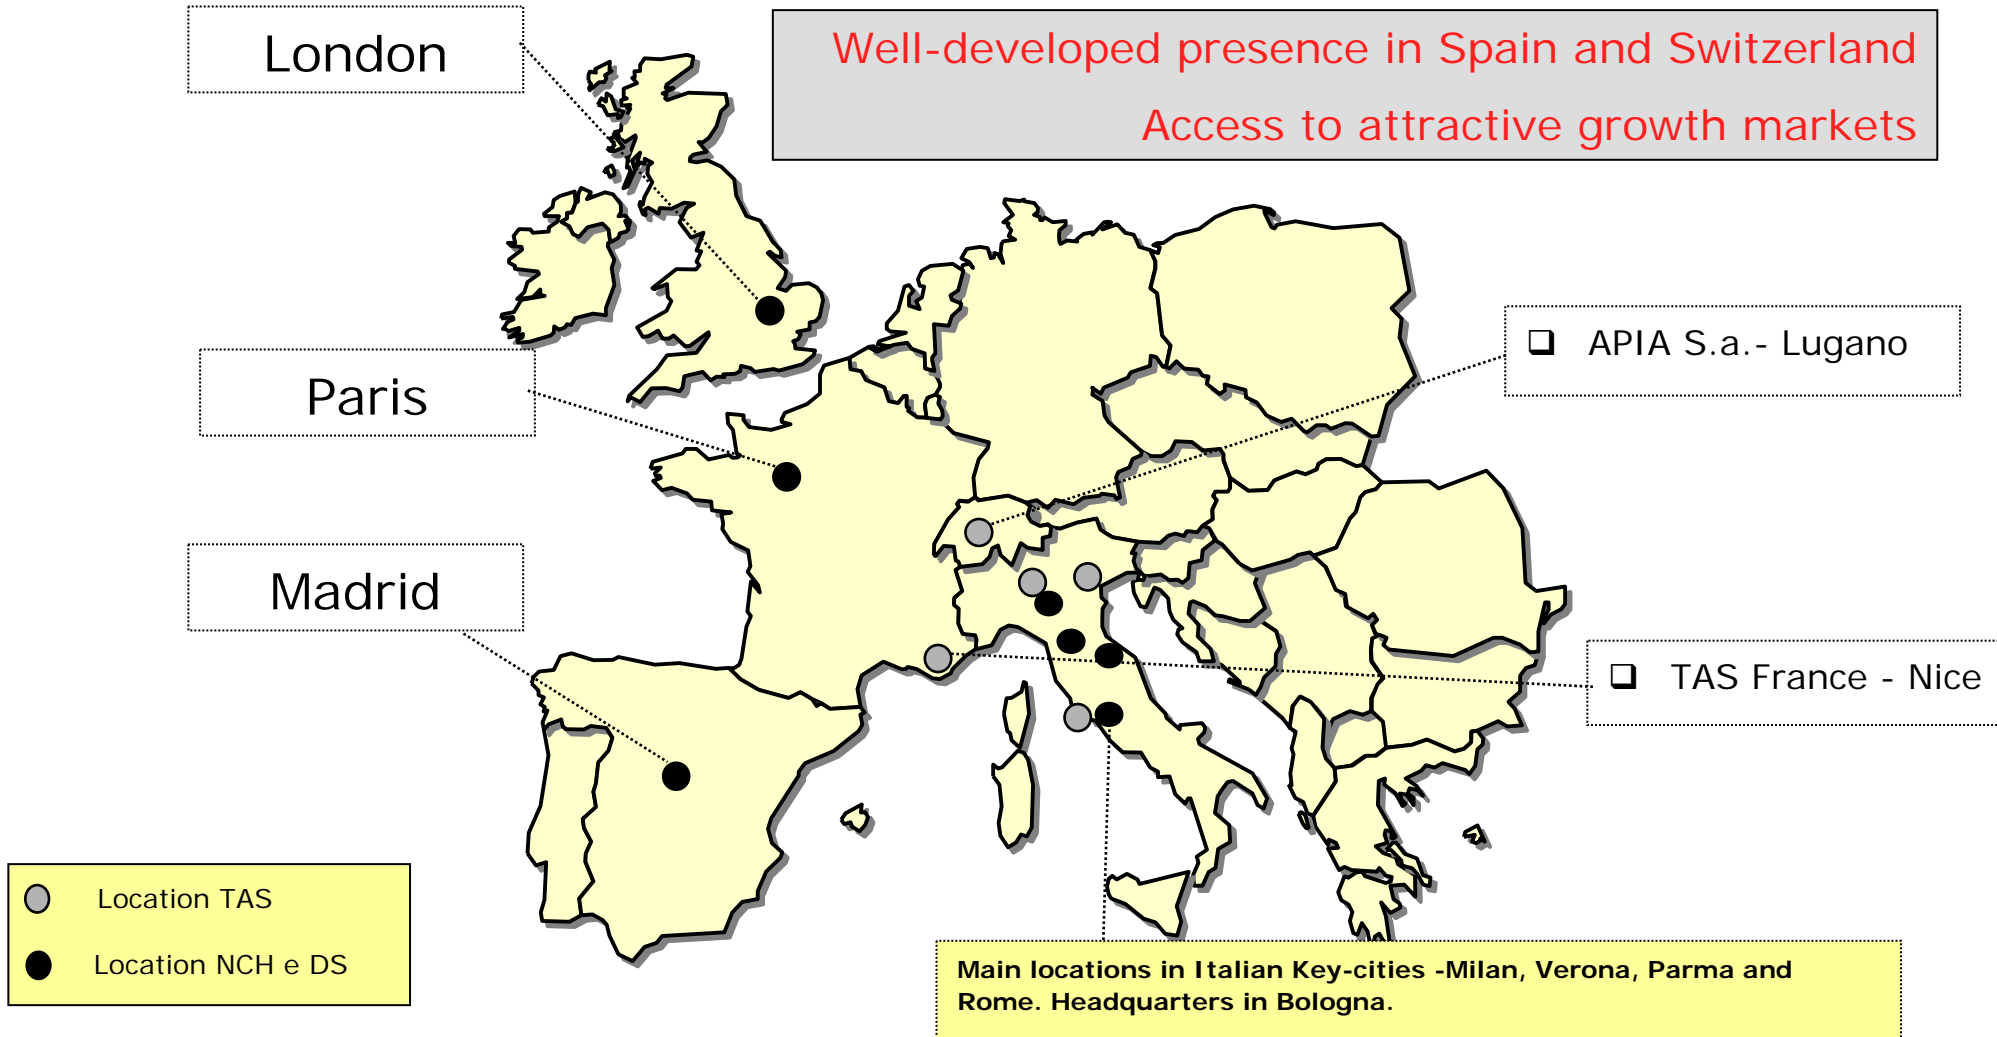 London
Well-developed presence in Spain and Switzerland
Access to attractive growth markets
❑ APIA S.a.- Lugano
Paris
Madrid
❑ TAS France - Nice
Location TAS
Location NCH e DS
Main locations in Italian Key-cities -Milan, Verona, Parma and
Rome. Headquarters in Bologna.